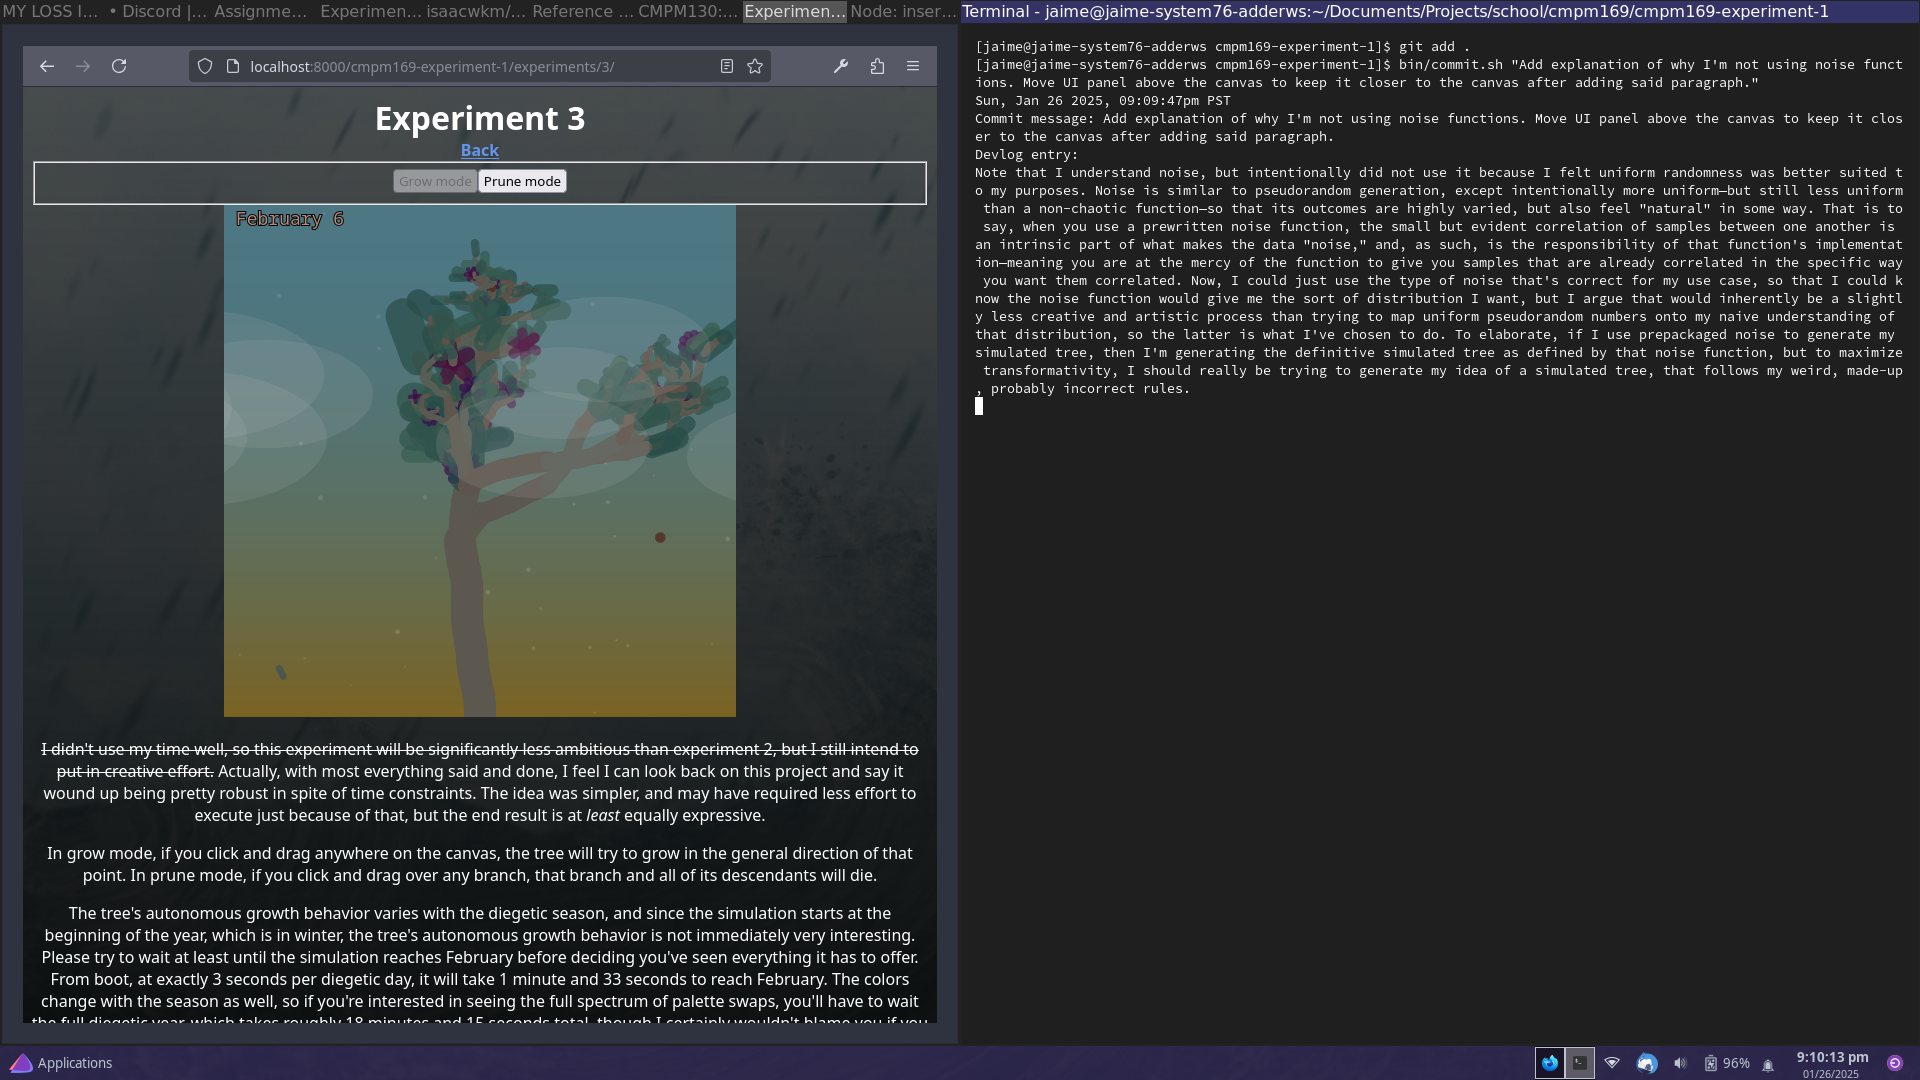 MY LOSS I... • Discord |... Assignme... Experimen... isaacwkm/... Reference ... CMPM130:... Experimen... Node: inser...
Terminal - jaime@jaime-system76-adderws:~/Documents/Projects/school/cmpm169/cmpm169-experiment-1
localhost:8000/cmpm169-experiment-1/experiments/3/
Experiment 3
Back
Grow mode Prune mode
February 6
I didn't use my time well, so this experiment will be significantly less ambitious than experiment 2, but I still intend to
put in creative effort. Actually, with most everything said and done, I feel I can look back on this project and say it
wound up being pretty robust in spite of time constraints. The idea was simpler, and may have required less effort to
execute just because of that, but the end result is at least equally expressive.
In grow mode, if you click and drag anywhere on the canvas, the tree will try to grow in the general direction of that
point. In prune mode, if you click and drag over any branch, that branch and all of its descendants will die.
The tree's autonomous growth behavior varies with the diegetic season, and since the simulation starts at the
beginning of the year, which is in winter, the tree's autonomous growth behavior is not immediately very interesting.
Please try to wait at least until the simulation reaches February before deciding you've seen everything it has to offer.
From boot, at exactly 3 seconds per diegetic day, it will take 1 minute and 33 seconds to reach February. The colors
change with the season as well, so if you're interested in seeing the full spectrum of palette swaps, you'll have to wait
the full diegetic year, which takes roughly 18 minutes and 15 seconds total, though I certainly wouldn't blame you if you
[jaime@jaime-system76-adderws cmpm169-experiment-1]$ git add .
[jaime@jaime-system76-adderws cmpm169-experiment-1]$ bin/commit.sh "Add explanation of why I'm not using noise funct
ions. Move UI panel above the canvas to keep it closer to the canvas after adding said paragraph."
Sun, Jan 26 2025, 09:09:47pm PST
Commit message: Add explanation of why I'm not using noise functions. Move UI panel above the canvas to keep it clos
er to the canvas after adding said paragraph.
Devlog entry:
Note that I understand noise, but intentionally did not use it because I felt uniform randomness was better suited t
o my purposes. Noise is similar to pseudorandom generation, except intentionally more uniform—but still less uniform
than a non-chaotic function—so that its outcomes are highly varied, but also feel "natural" in some way. That is to
say, when you use a prewritten noise function, the small but evident correlation of samples between one another is
an intrinsic part of what makes the data "noise," and, as such, is the responsibility of that function's implementat
ion—meaning you are at the mercy of the function to give you samples that are already correlated in the specific way
you want them correlated. Now, I could just use the type of noise that's correct for my use case, so that I could k
now the noise function would give me the sort of distribution I want, but I argue that would inherently be a slightl
y less creative and artistic process than trying to map uniform pseudorandom numbers onto my naive understanding of
that distribution, so the latter is what I've chosen to do. To elaborate, if I use prepackaged noise to generate my
simulated tree, then I'm generating the definitive simulated tree as defined by that noise function, but to maximize
transformativity, I should really be trying to generate my idea of a simulated tree, that follows my weird, made-up
, probably incorrect rules.
Applications
96%
9:10:13 pm
01/26/2025